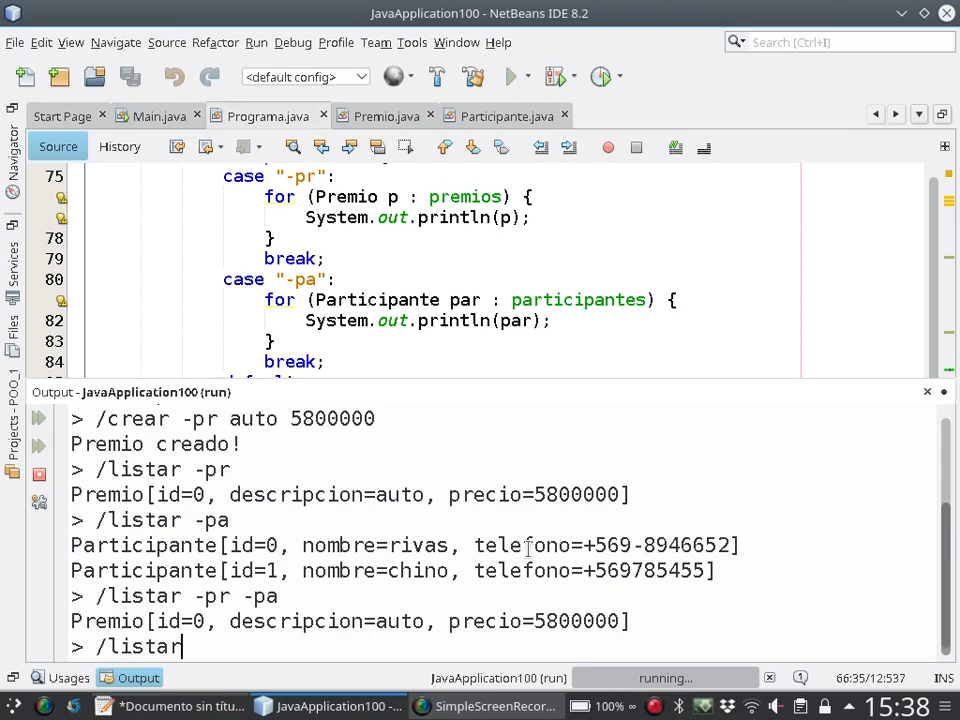 JavaApplication100 - NetBeans IDE 8.2
File Edit View Navigate Source Refactor Run Debug Profile Team Tools Window Help
Search (Ctrl+I)
<default config>
Start Page Main.java Programa.java Premio.java Participante.java
Source History
75 case "-pr":
for (Premio p : premios) {
System.out.println(p);
78 }
79 break;
80 case "-pa":
for (Participante par : participantes) {
82 System.out.println(par);
83 }
84 break;
Output - JavaApplication100 (run)
> /crear -pr auto 5800000
Premio creado!
> /listar -pr
Premio[id=0, descripcion=auto, precio=5800000]
> /listar -pa
Participante[id=0, nombre=rivas, telefono=+569-8946652]
Participante[id=1, nombre=chino, telefono=+569785455]
> /listar -pr -pa
Premio[id=0, descripcion=auto, precio=5800000]
> /listar
Navigator
Services
Files
Projects - POO_1
Usages Output JavaApplication100 (run) running... 66:35/12:537 INS
*Documento sin títu... JavaApplication100 -... SimpleScreenRecor... 100% 15:38